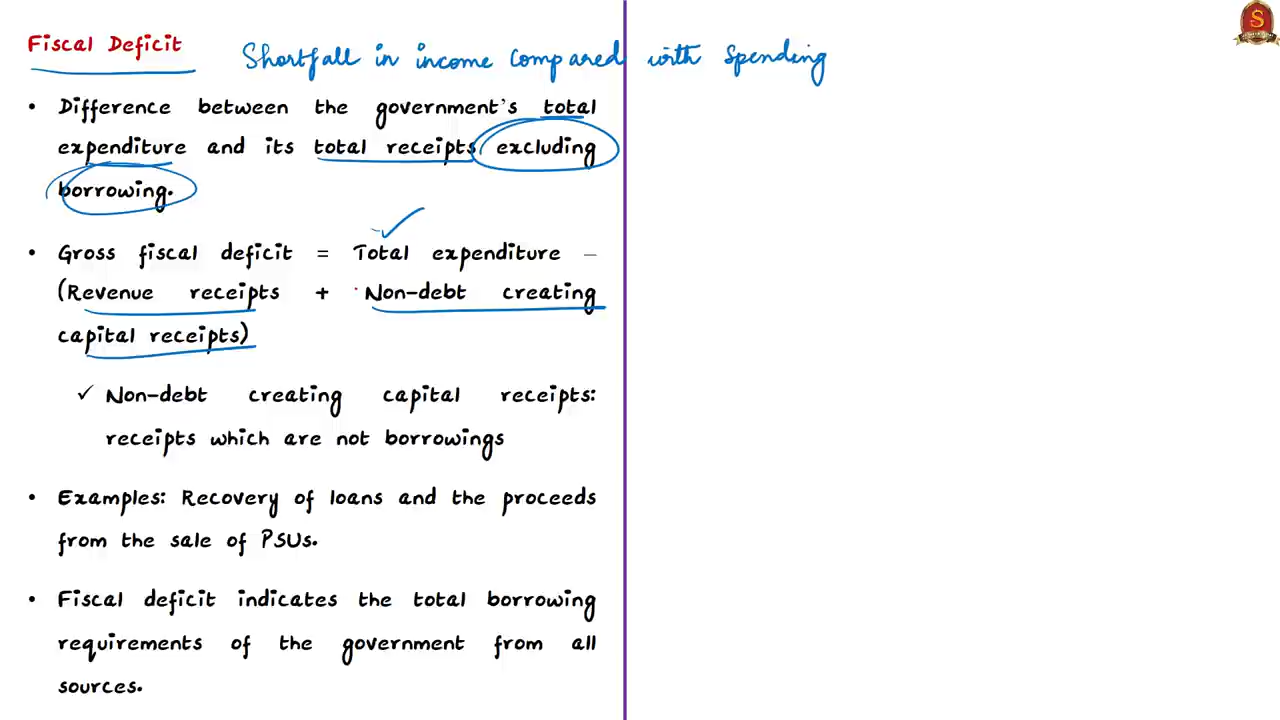 Fiscal Deficit
Shortfall in income compared with spending
• Difference between the government's total
expenditure and its total receipts excluding
borrowing.
• Gross fiscal deficit = Total expenditure –
(Revenue receipts + Non-debt creating
capital receipts)
✓ Non-debt creating capital receipts:
receipts which are not borrowings
• Examples: Recovery of loans and the proceeds
from the sale of PSUs.
• Fiscal deficit indicates the total borrowing
requirements of the government from all
sources.
S